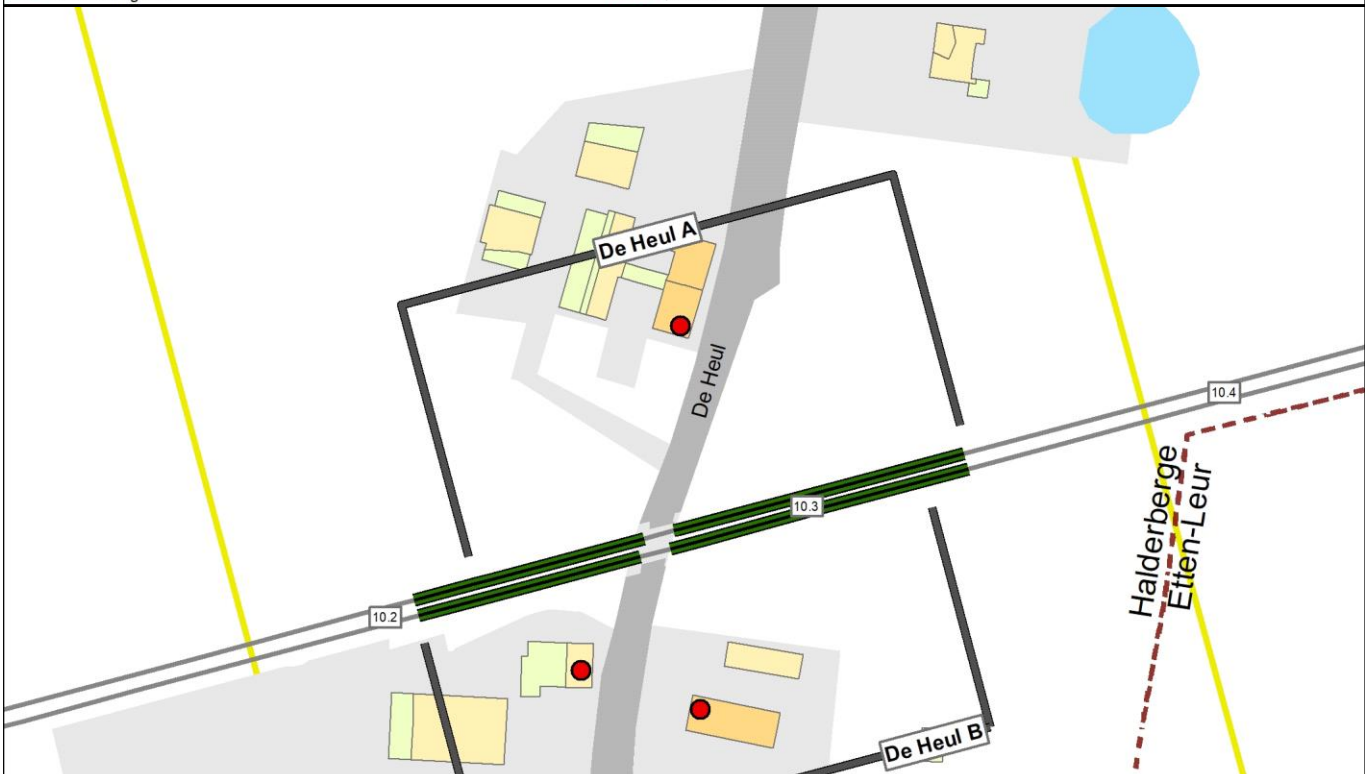 De Heul A
De Heul
10.4
10.3
10.2
Halderberge
Etten-Leur
De Heul B